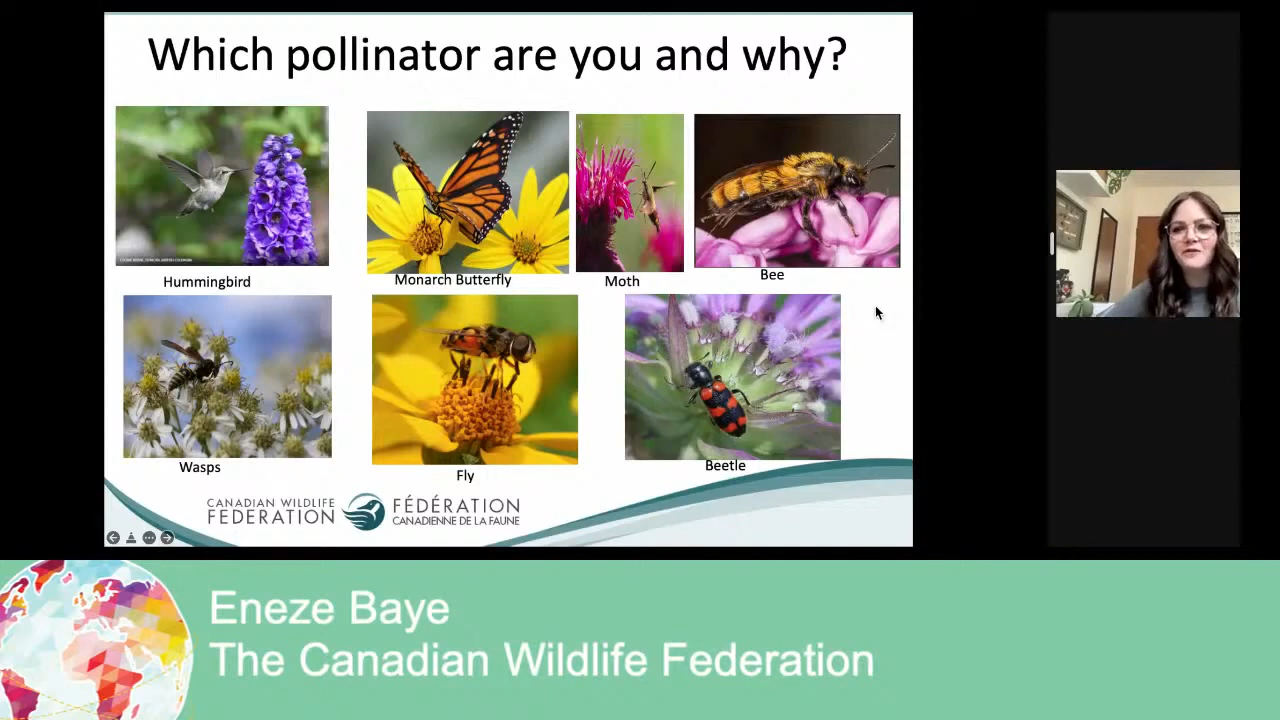 Which pollinator are you and why?
Hummingbird
Monarch Butterfly
Moth
Bee
Wasps
Fly
Beetle
CANADIAN WILDLIFE
FEDERATION
FÉDÉRATION
CANADIENNE DE LA FAUNE
Eneze Baye
The Canadian Wildlife Federation